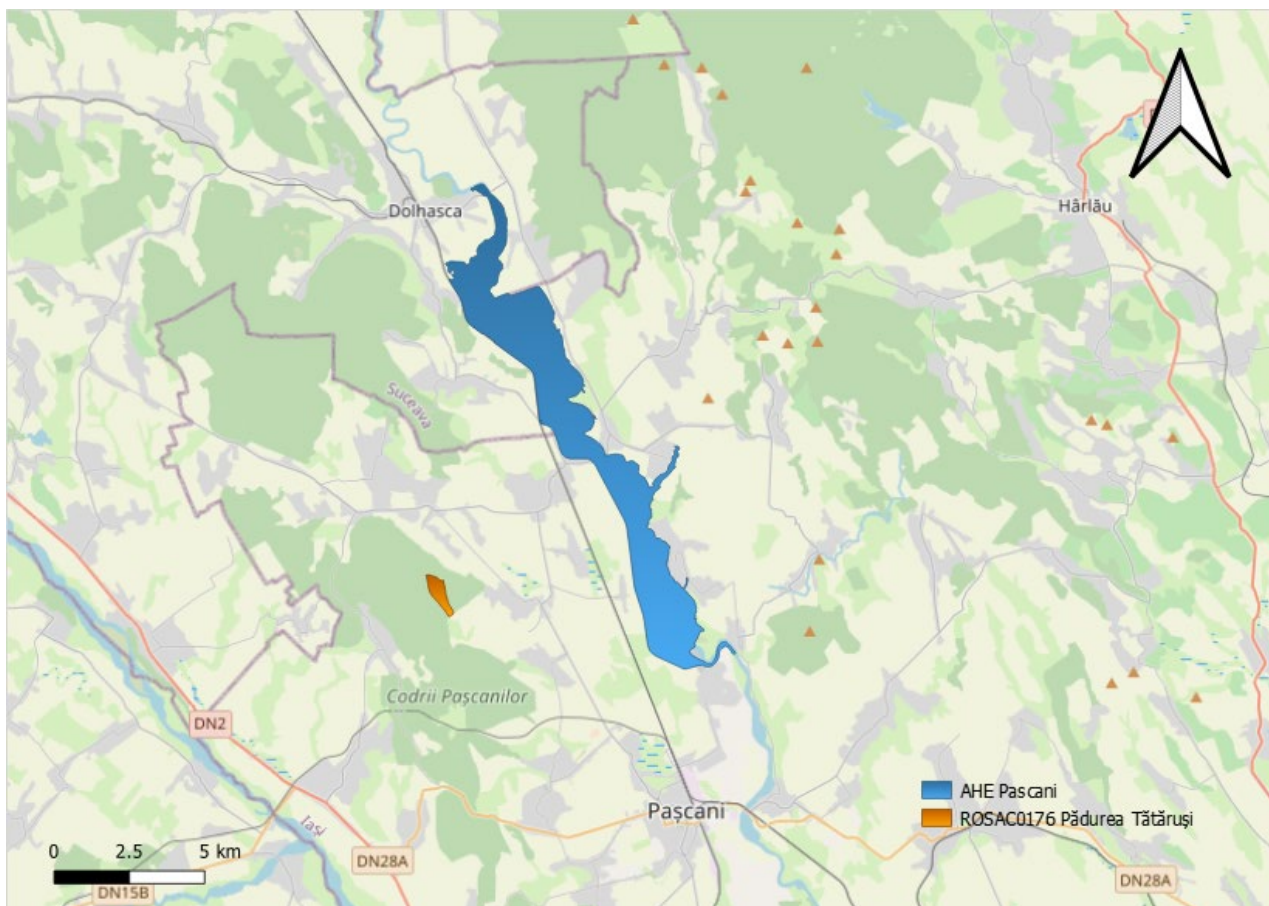 Dolhasca
Hârlău
Suceava
Codrii Pașcanilor
DN2
AHE Pascani
Pașcani
ROSAC0176 Pădurea Tătăruşi
Iași
0 2.5 5 km
DN28A
DN28A
DN15B